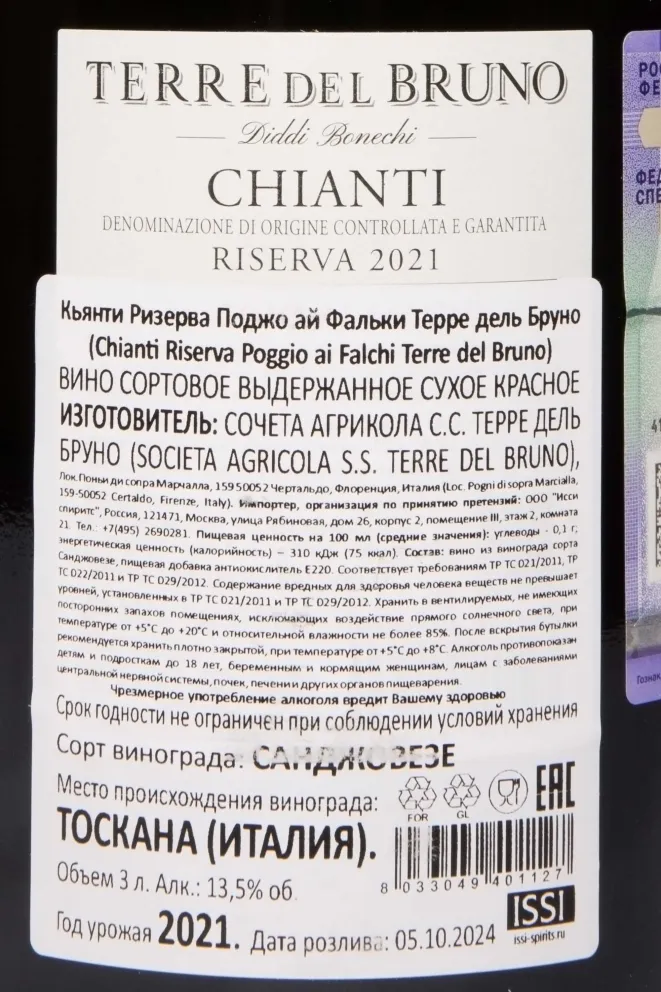 TERRE DEL BRUNO
Diddi Bonechi
CHIANTI
DENOMINAZIONE DI ORIGINE CONTROLLATA E GARANTITA
RISERVA 2021
Кьянти Ризерва Поджо ай Фальки Терре дель Бруно
(Chianti Riserva Poggio ai Falchi Terre del Bruno)
ВИНО СОРТОВОЕ ВЫДЕРЖАННОЕ СУХОЕ КРАСНОЕ
ИЗГОТОВИТЕЛЬ: СОЧЕТА АГРИКОЛА С.С. ТЕРРЕ ДЕЛЬ
БРУНО (SOCIETA AGRICOLA S.S. TERRE DEL BRUNO),
Лок.Поньи ди сопра Марчалла, 159 50052 Чертальдо, Флоренция, Италия (Loc. Pogni di sopra Marcialla,
159-50052 Certaldo, Firenze, Italy). Импортер, организация по принятию претензий: ООО "Исси
спиритс", Россия, 121471, Москва, улица Рябиновая, дом 26, корпус 2, помещение III, этаж 2, комната
21. Тел.: +7(495) 2690281. Пищевая ценность на 100 мл (средние значения): углеводы - 0,1 г;
энергетическая ценность (калорийность) – 310 кДж (75 ккал). Состав: вино из винограда сорта
Санджовезе, пищевая добавка антиокислитель Е220. Соответствует требованиям ТР ТС 021/2011, ТР
ТС 022/2011 и ТР ТС 029/2012. Содержание вредных для здоровья человека веществ не превышает
уровней, установленных в ТР ТС 021/2011 и ТР ТС 029/2012. Хранить в вентилируемых, не имеющих
посторонних запахов помещениях, исключающих воздействие прямого солнечного света, при
температуре от +5°С до +20°С и относительной влажности не более 85%. После вскрытия бутылки
рекомендуется хранить плотно закрытой, при температуре от +5°С до +8°С. Алкоголь противопоказан
детям и подросткам до 18 лет, беременным и кормящим женщинам, лицам с заболеваниями
центральной нервной системы, почек, печени и других органов пищеварения.
Чрезмерное употребление алкоголя вредит Вашему здоровью
Срок годности не ограничен при соблюдении условий хранения
Сорт винограда: САНДЖОВЕЗЕ
Место происхождения винограда:
ТОСКАНА (ИТАЛИЯ).
FOR
GL
EAC
Объем 3 л. Алк.: 13,5% об.
8 033049 401127
Год урожая 2021. Дата розлива: 05.10.2024
ISSI
issi-spirits.ru
РОС
ФЕ
ФЕД
СПЕ
41
Гознак